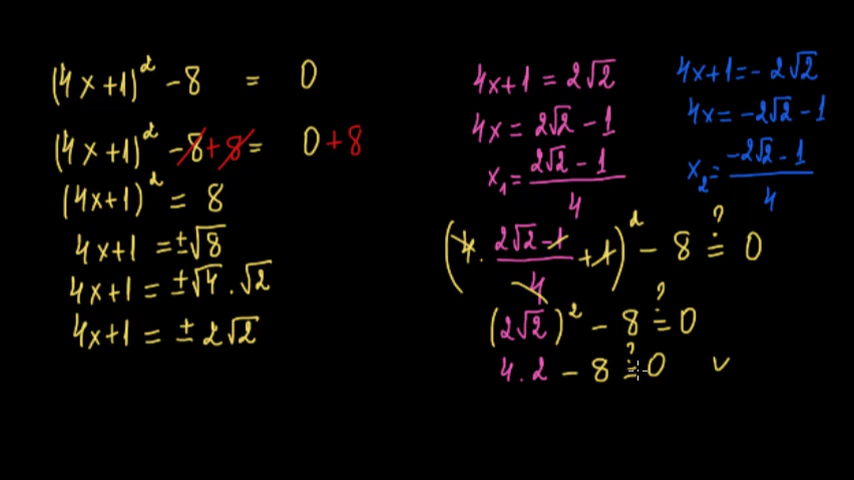 (4x+1)² -8 = 0
(4x+1)² -8+8 = 0+8
(4x+1)² = 8
4x+1 = ±√8
4x+1 = ±√4 . √2
4x+1 = ±2√2
4x+1 = 2√2
4x = 2√2 - 1
x₁ = (2√2 - 1)/4
4x+1 = -2√2
4x = -2√2 - 1
x₂ = (-2√2 - 1)/4
(4. (2√2 -1)/4 +1)² - 8 ≟ 0
(2√2)² - 8 ≟ 0
4.2 - 8 ≟ 0 ✓